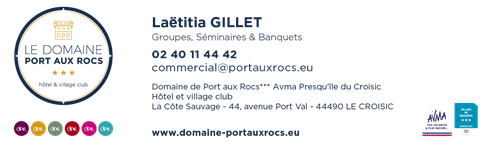 LE DOMAINE
PORT AUX ROCS
★★★
hôtel & village club
Laëtitia GILLET
Groupes, Séminaires & Banquets
02 40 11 44 42
commercial@portauxrocs.eu
Domaine de Port aux Rocs*** Avma Presqu'île du Croisic
Hôtel et village club
La Côte Sauvage - 44, avenue Port Val - 44490 LE CROISIC
www.domaine-portauxrocs.eu
AVMA